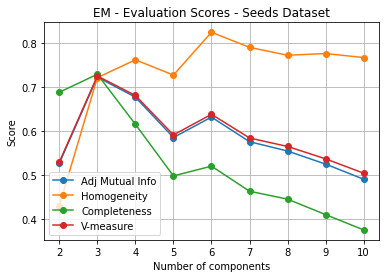 EM - Evaluation Scores - Seeds Dataset
Score
0.8
0.7
0.6
0.5
0.4
Adj Mutual Info
Homogeneity
Completeness
V-measure
2 3 4 5 6 7 8 9 10
Number of components